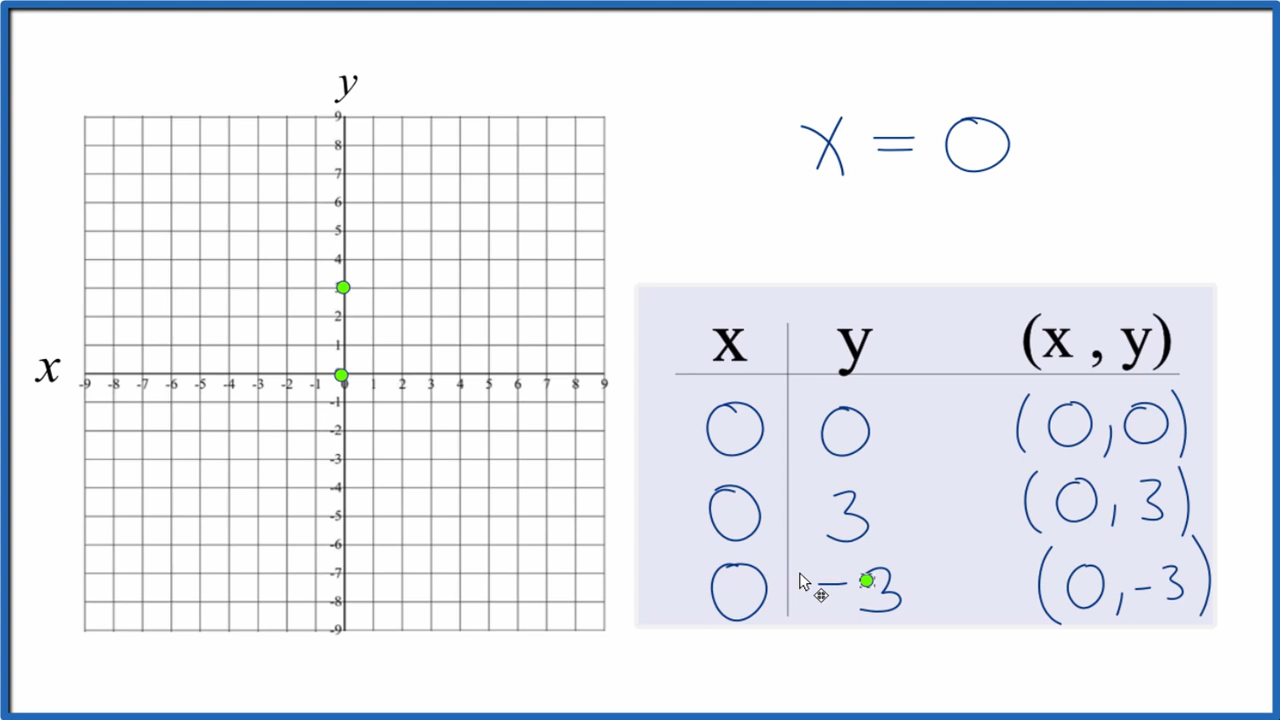 y
9
8
7
6
5
4
2
1
x
-9 -8 -7 -6 -5 -4 -3 -2 -1 0 1 2 3 4 5 6 7 8 9
-1
-2
-3
-4
-5
-6
-7
-8
-9
x = 0
x y (x , y)
0 0 (0,0)
0 3 (0,3)
0 -3 (0,-3)